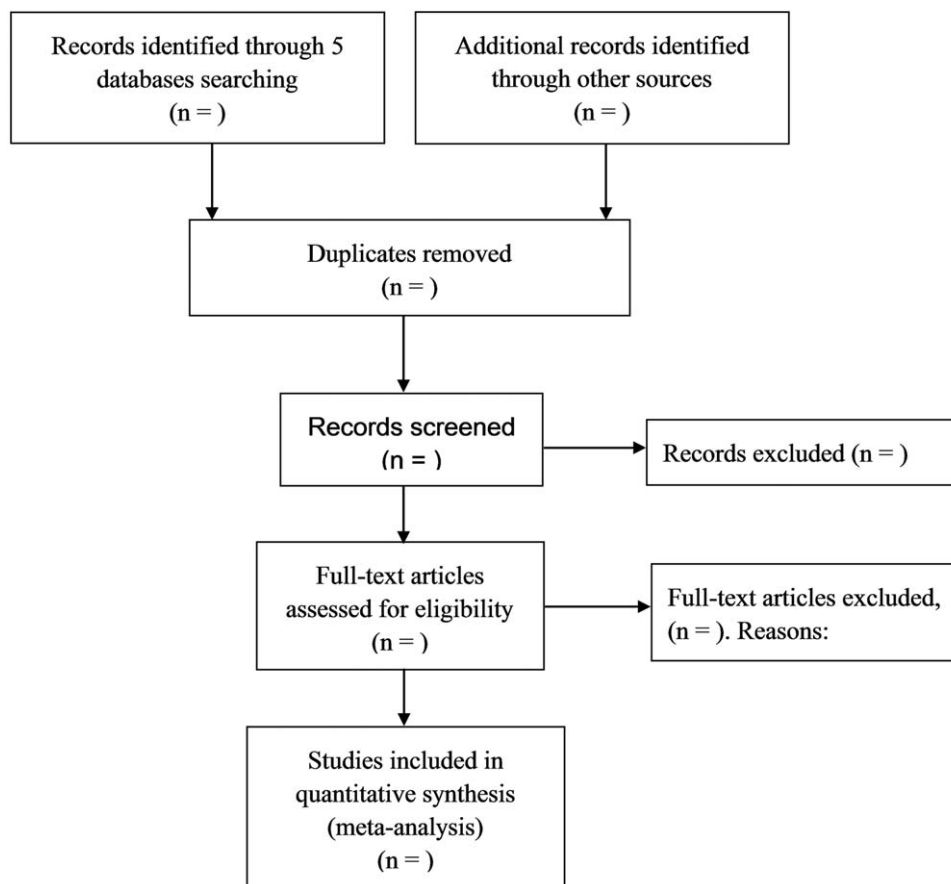 Records identified through 5
databases searching
(n = )
Additional records identified
through other sources
(n = )
Duplicates removed
(n = )
Records screened
(n = )
Records excluded (n = )
Full-text articles
assessed for eligibility
(n = )
Full-text articles excluded,
(n = ). Reasons:
Studies included in
quantitative synthesis
(meta-analysis)
(n = )